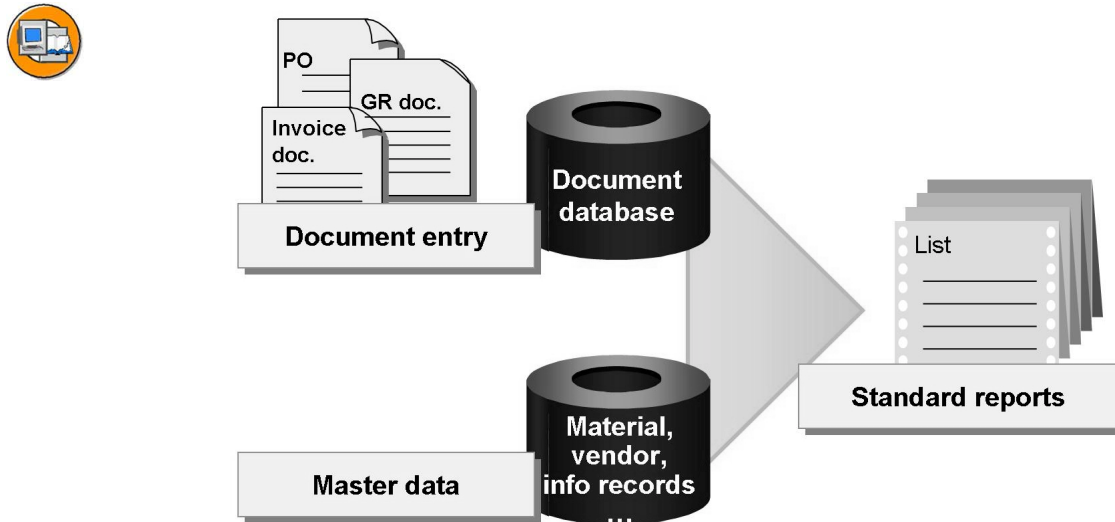 PO
GR doc.
Invoice
doc.
Document entry
Document
database
List
Standard reports
Master data
Material,
vendor,
info records
...